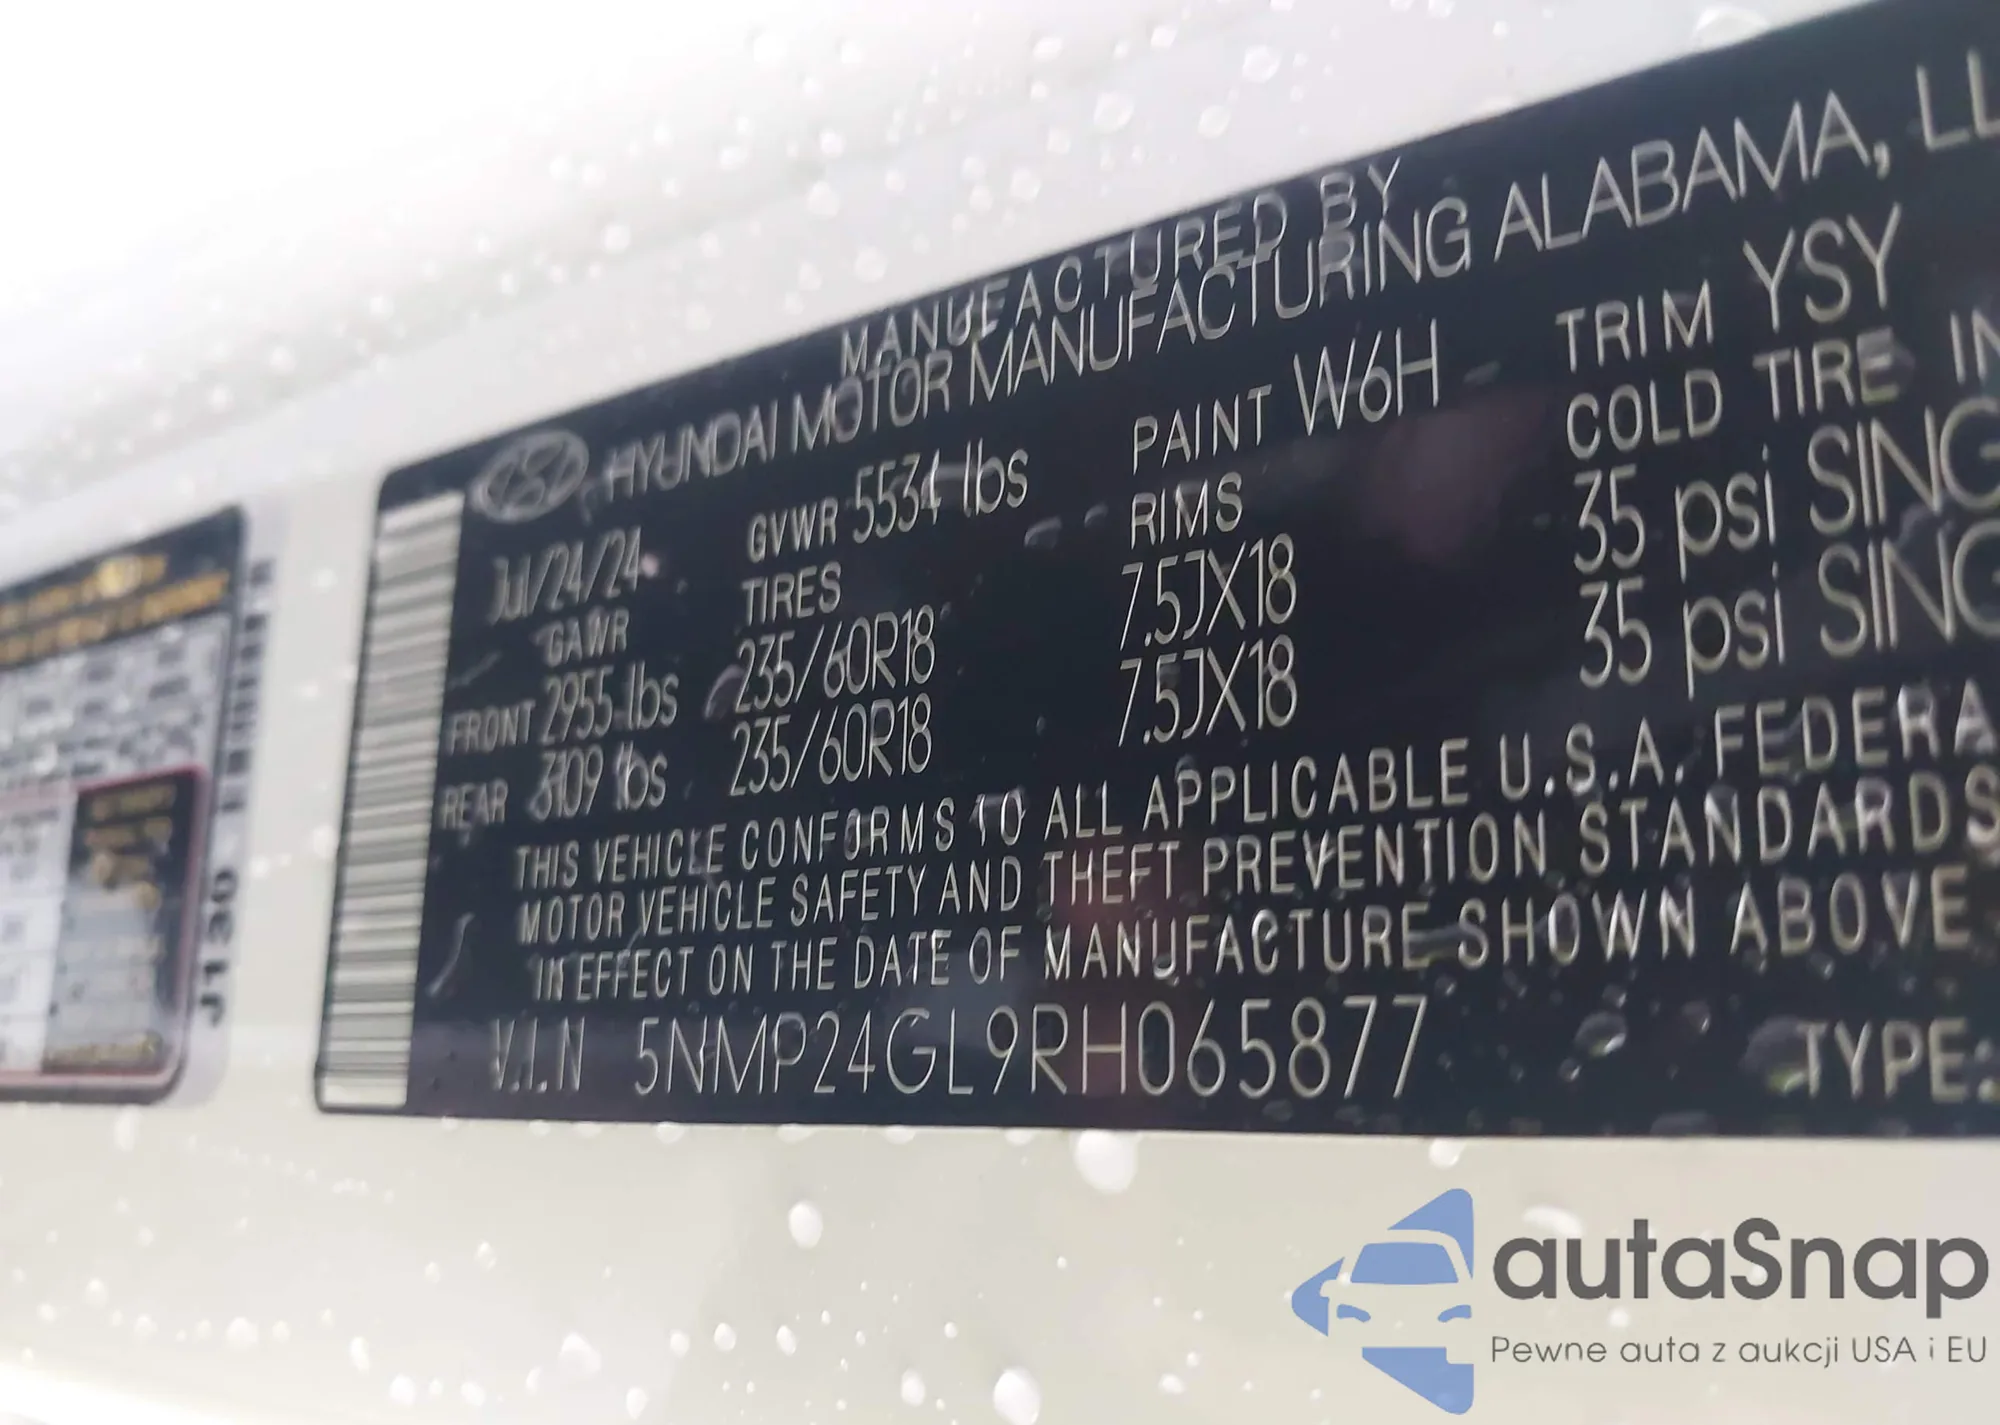 MANUFACTURED BY
HYUNDAI MOTOR MANUFACTURING ALABAMA, LL
Jul/24/24 GVWR 5534 lbs PAINT W6H TRIM YSY
GAWR TIRES RIMS COLD TIRE IN
FRONT 2955 lbs 235/60R18 7.5JX18 35 psi SING
REAR 3109 lbs 235/60R18 7.5JX18 35 psi SING
THIS VEHICLE CONFORMS TO ALL APPLICABLE U.S.A. FEDERA
MOTOR VEHICLE SAFETY AND THEFT PREVENTION STANDARDS
IN EFFECT ON THE DATE OF MANUFACTURE SHOWN ABOVE
V.I.N 5NMP24GL9RH065877 TYPE:
autaSnap
Pewne auta z aukcji USA i EU